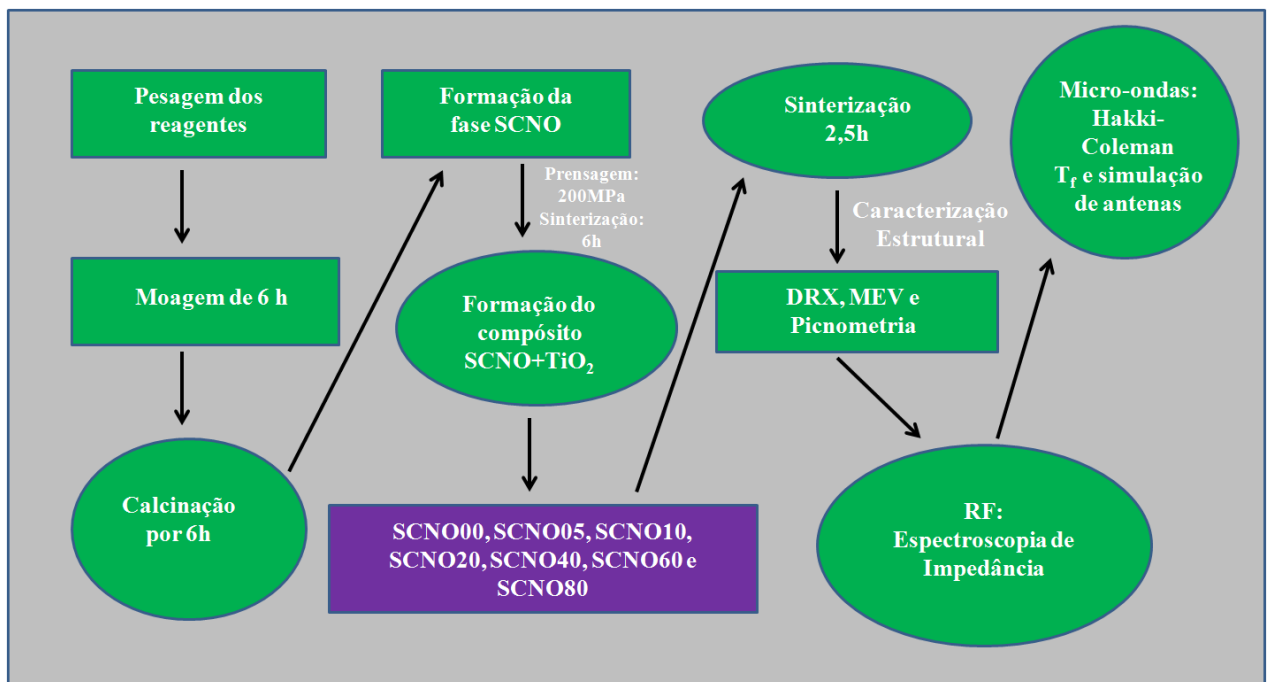 Pesagem dos
reagentes
Moagem de 6 h
Calcinação
por 6h
Formação da
fase SCNO
Prensagem:
200MPa
Sinterização:
6h
Formação do
compósito
SCNO+TiO₂
SCNO00, SCNO05, SCNO10,
SCNO20, SCNO40, SCNO60 e
SCNO80
Sinterização
2,5h
Caracterização
Estrutural
DRX, MEV e
Picnometria
RF:
Espectroscopia de
Impedância
Micro-ondas:
Hakki-
Coleman
T_f e simulação
de antenas